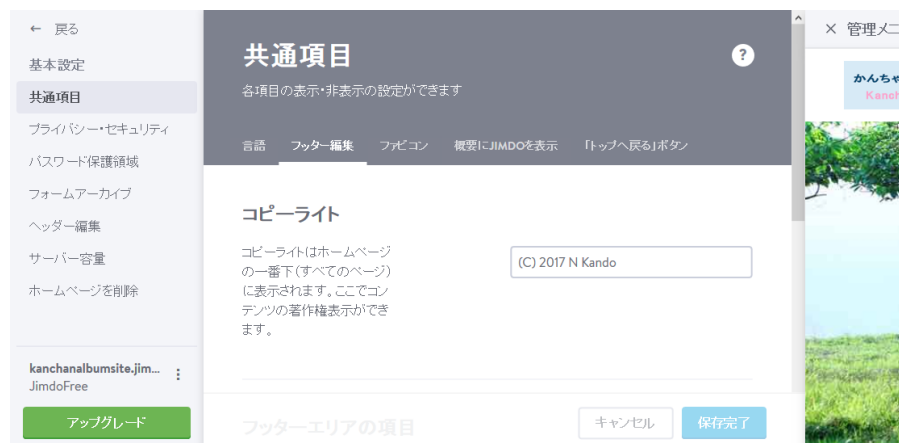 ← 戻る
基本設定
共通項目
プライバシー・セキュリティ
パスワード保護領域
フォームアーカイブ
ヘッダー編集
サーバー容量
ホームページを削除
kanchanalbumsite.jim...
JimdoFree
アップグレード
共通項目
?
各項目の表示・非表示の設定ができます
言語 フッター編集 ファビコン 概要にJIMDOを表示 「トップへ戻る」ボタン
コピーライト
コピーライトはホームページ
の一番下(すべてのページ)
に表示されます。ここでコン
テンツの著作権表示ができ
ます。
(C) 2017 N Kando
フッターエリアの項目
キャンセル 保存完了
× 管理メニ
かんちゃ
Kanch